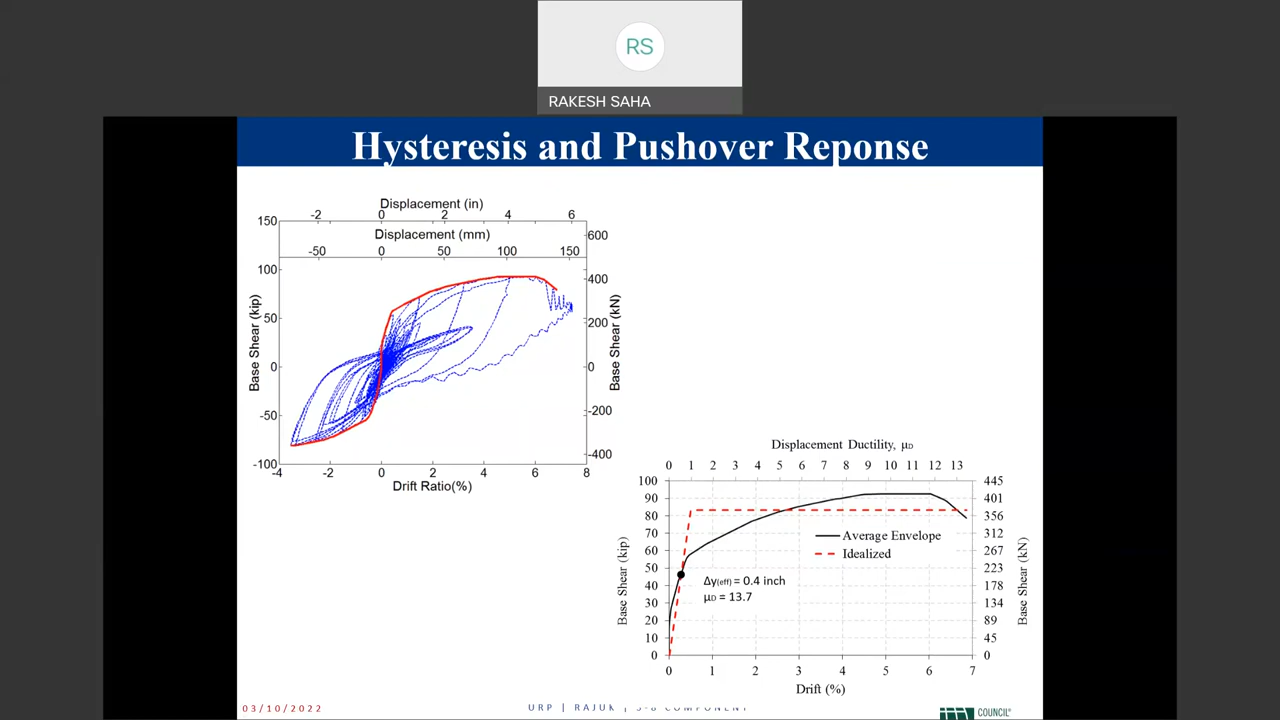 RS
RAKESH SAHA
Hysteresis and Pushover Reponse
Displacement (in)
-2 0 2 4 6
Displacement (mm)
-50 0 50 100 150
150
100
50
0
-50
-100
Base Shear (kip)
600
400
200
0
-200
-400
Base Shear (kN)
-4 -2 0 2 4 6 8
Drift Ratio(%)
Displacement Ductility, μD
0 1 2 3 4 5 6 7 8 9 10 11 12 13
100
90
80
70
60
50
40
30
20
10
0
Base Shear (kip)
Average Envelope
Idealized
Δy(eff) = 0.4 inch
μD = 13.7
445
401
356
312
267
223
178
134
89
45
0
Base Shear (kN)
0 1 2 3 4 5 6 7
Drift (%)
03/10/2022
URP | RAJUK | S-8 COMPONENT
COUNCIL